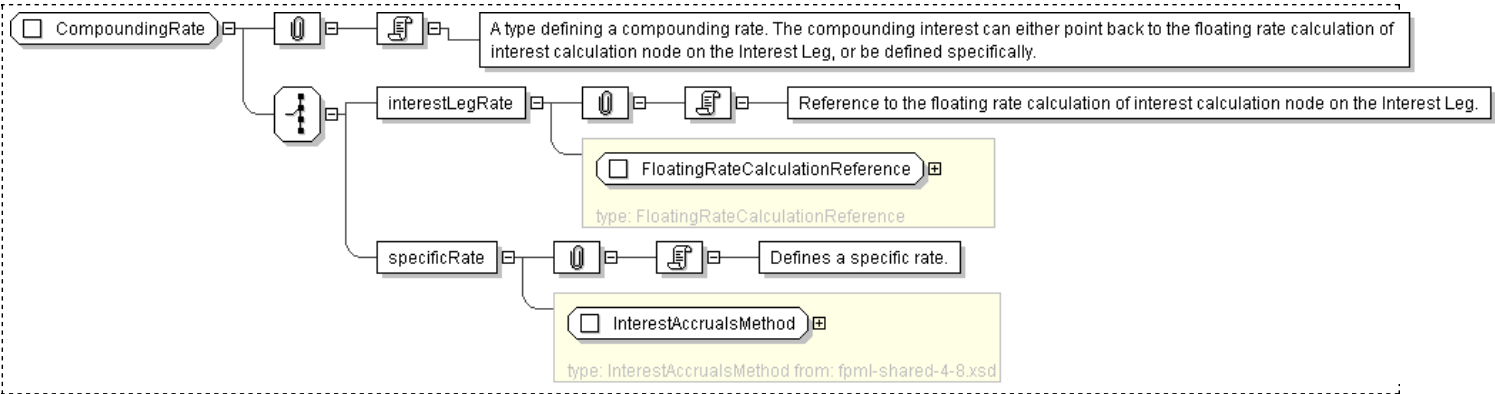 CompoundingRate
A type defining a compounding rate. The compounding interest can either point back to the floating rate calculation of
interest calculation node on the Interest Leg, or be defined specifically.
interestLegRate
Reference to the floating rate calculation of interest calculation node on the Interest Leg.
FloatingRateCalculationReference
type: FloatingRateCalculationReference
specificRate
Defines a specific rate.
InterestAccrualsMethod
type: InterestAccrualsMethod from: fpml-shared-4-8.xsd